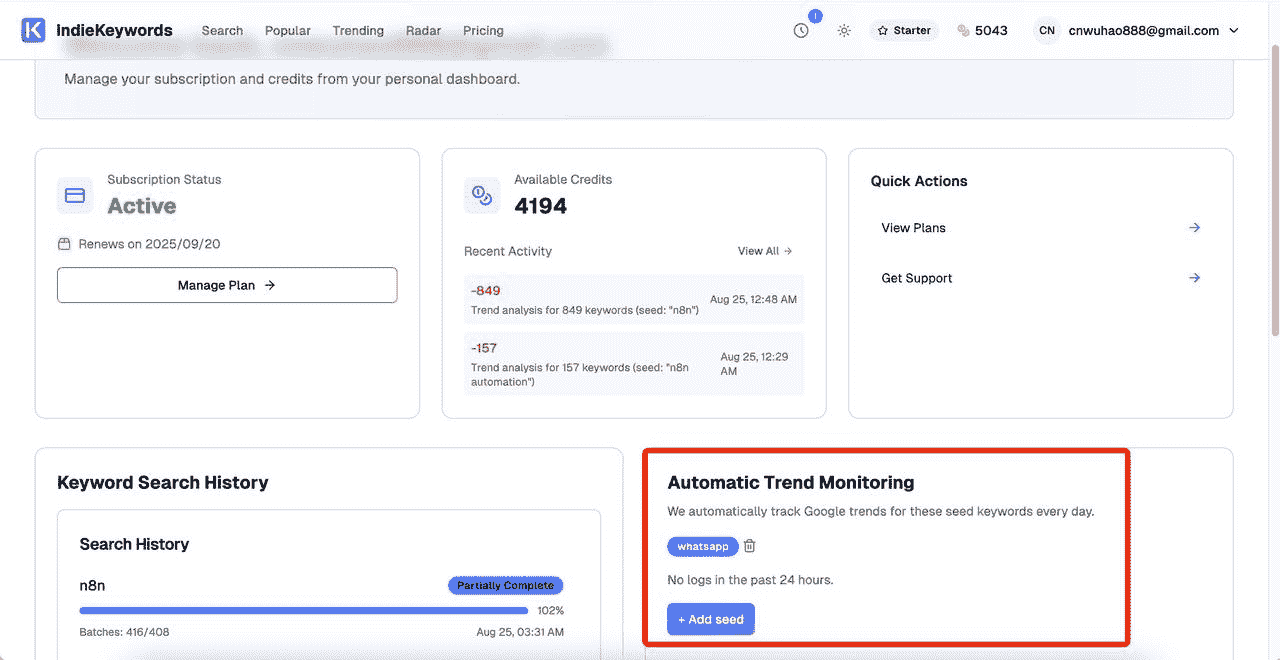 IndieKeywords
Search Popular Trending Radar Pricing
1
Starter
5043
CN cnwuhao888@gmail.com
Manage your subscription and credits from your personal dashboard.
Subscription Status
Active
Renews on 2025/09/20
Manage Plan →
Available Credits
4194
Recent Activity
View All →
-849
Trend analysis for 849 keywords (seed: "n8n")
Aug 25, 12:48 AM
-157
Trend analysis for 157 keywords (seed: "n8n
automation")
Aug 25, 12:29
AM
Quick Actions
View Plans →
Get Support →
Keyword Search History
Search History
n8n
Partially Complete
102%
Batches: 416/408
Aug 25, 03:31 AM
Automatic Trend Monitoring
We automatically track Google trends for these seed keywords every day.
whatsapp
No logs in the past 24 hours.
+ Add seed